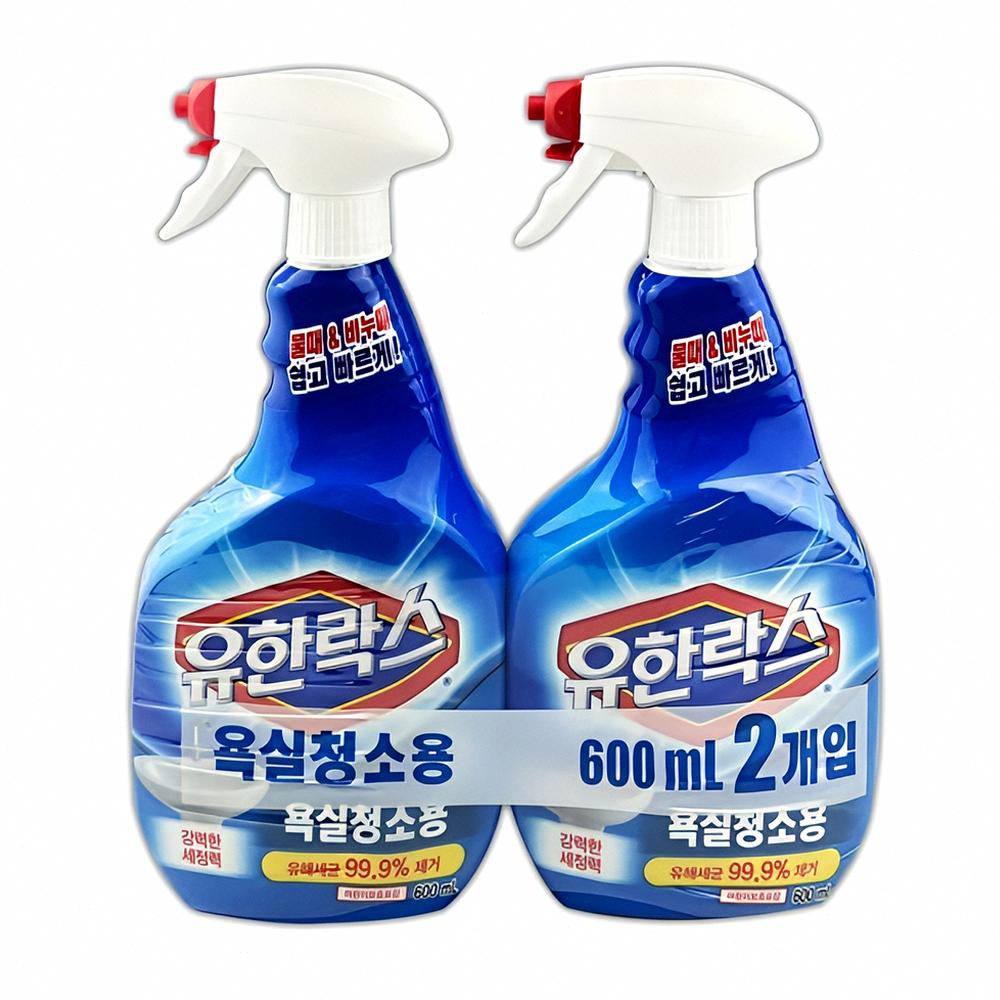 물때 & 비누때
쉽고 빠르게!
유한락스
욕실청소용
욕실청소용
강력한
세정력
유해세균 99.9% 제거
600 mL
물때 & 비누때
쉽고 빠르게!
유한락스
600 mL 2개입
욕실청소용
강력한
세정력
유해세균 99.9% 제거
600 mL